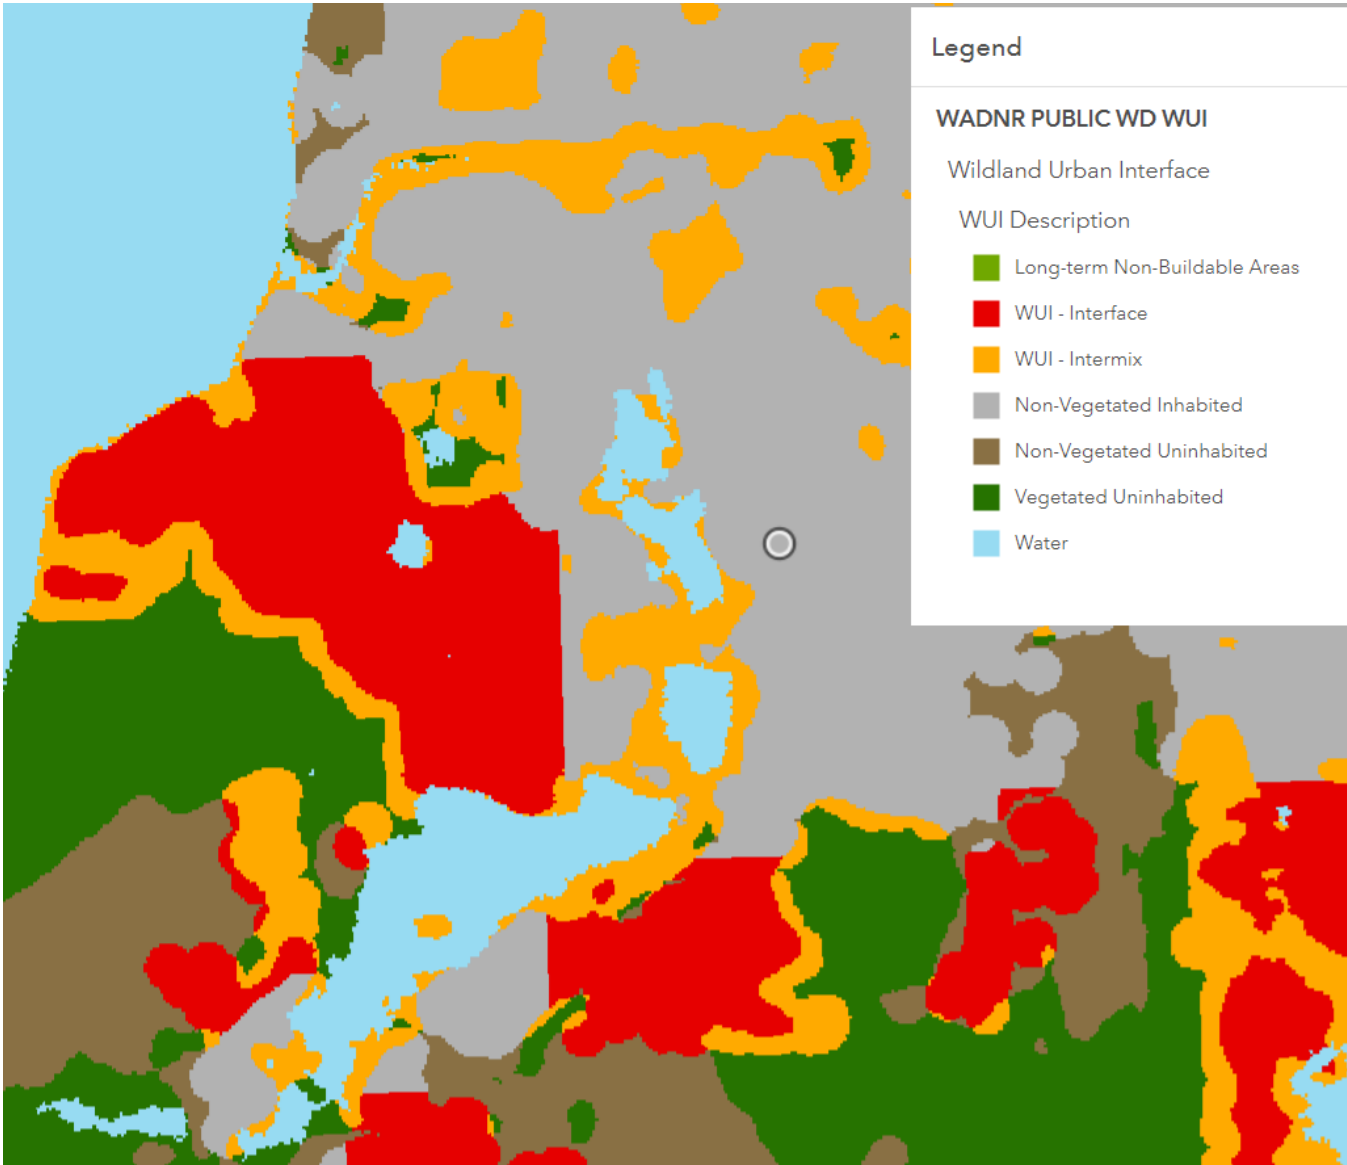 Legend
WADNR PUBLIC WD WUI
Wildland Urban Interface
WUI Description
Long-term Non-Buildable Areas
WUI - Interface
WUI - Intermix
Non-Vegetated Inhabited
Non-Vegetated Uninhabited
Vegetated Uninhabited
Water